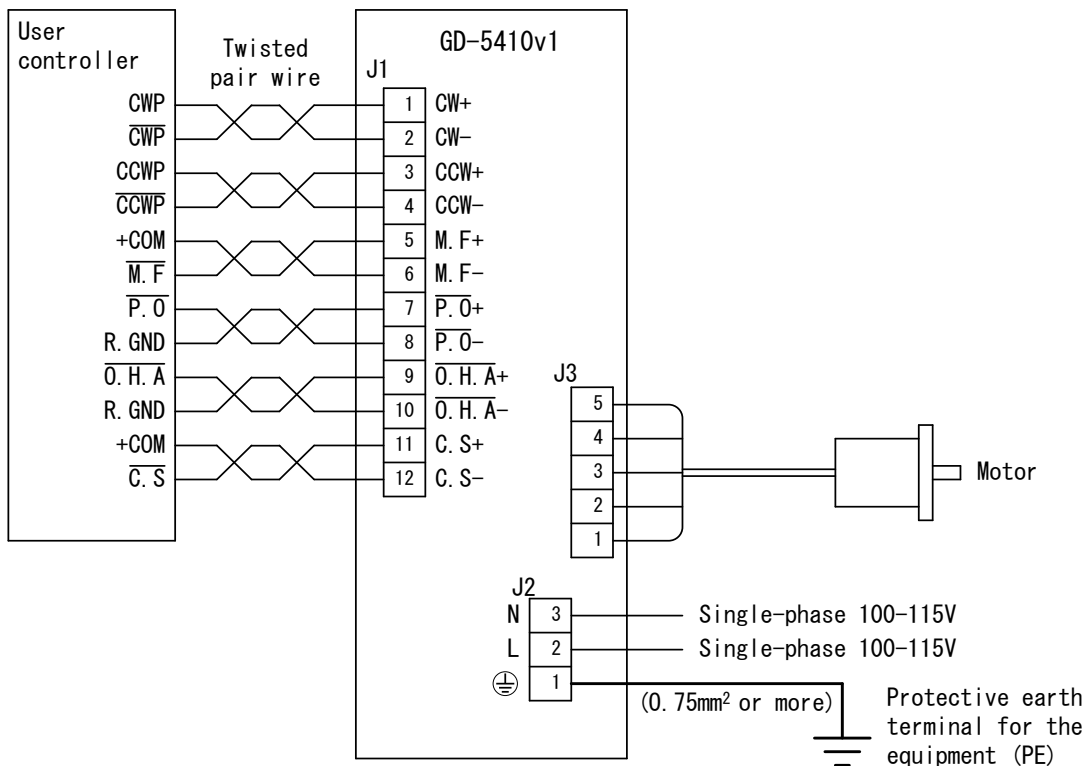 User
controller
Twisted
pair wire
GD-5410v1
J1
CWP 1 CW+
C̅W̅P̅ 2 CW-
CCWP 3 CCW+
C̅C̅W̅P̅ 4 CCW-
+COM 5 M.F+
M̅.̅F̅ 6 M.F-
P̅.̅O̅ 7 P̅.̅O̅+
R.GND 8 P̅.̅O̅-
O̅.̅H̅.̅A̅ 9 O̅.̅H̅.̅A̅+
R.GND 10 O̅.̅H̅.̅A̅-
+COM 11 C.S+
C̅.̅S̅ 12 C.S-
J3
5
4
3
2
1
Motor
J2
N 3 Single-phase 100-115V
L 2 Single-phase 100-115V
1
(0.75mm² or more)
Protective earth
terminal for the
equipment (PE)